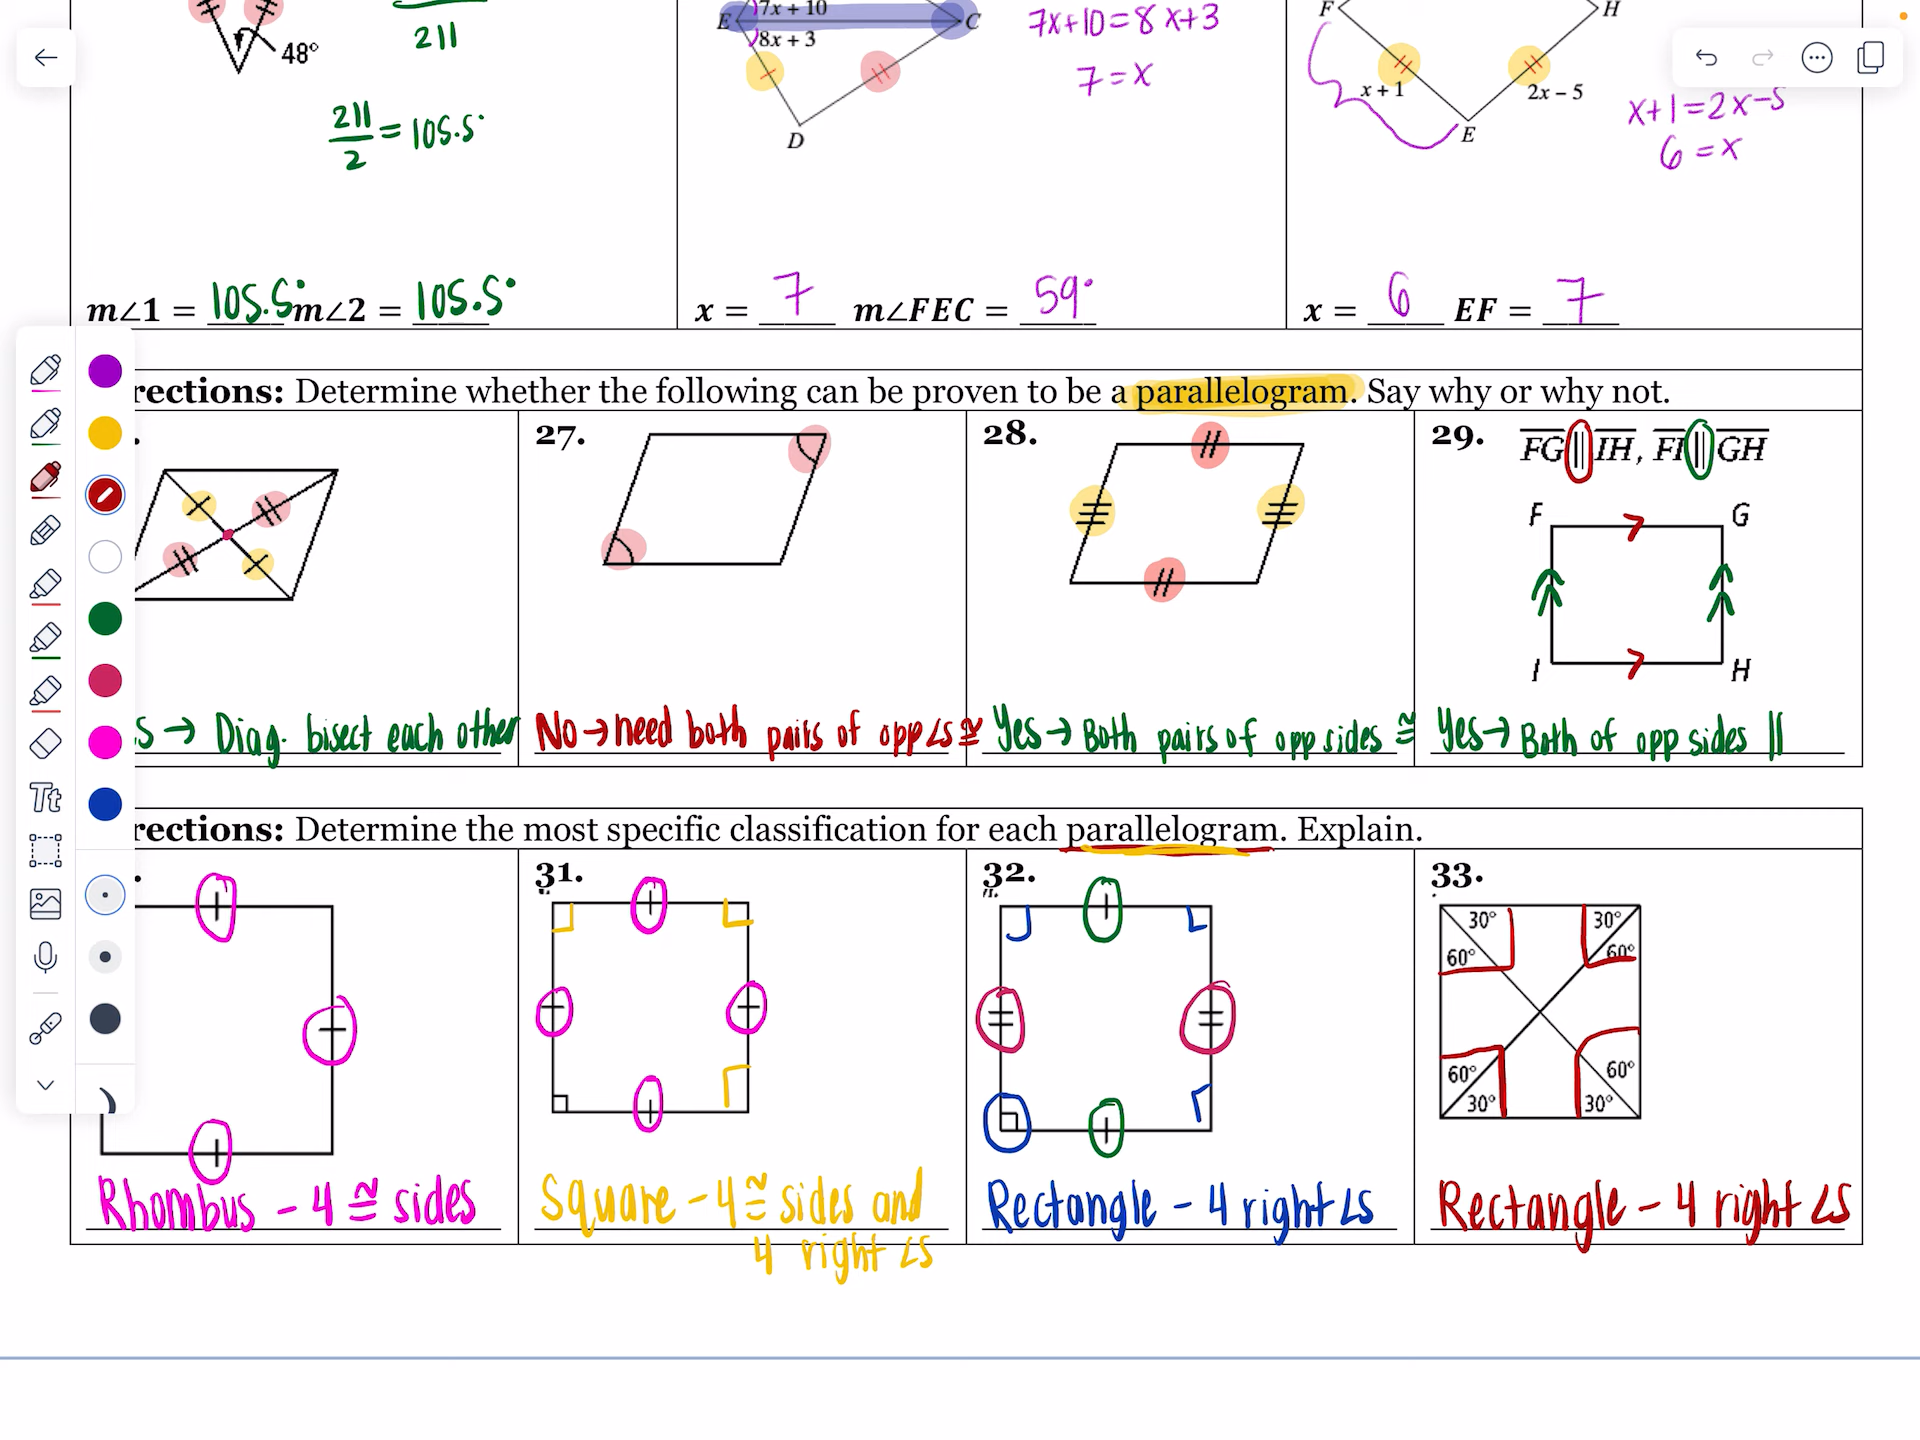 48°
211
211/2 = 105.5°
m∠1 = 105.5° m∠2 = 105.5°
E 7x + 10 C
8x + 3
D
7x+10=8x+3
7=x
x = 7 m∠FEC = 59°
F H
x + 1 2x − 5
E
x+1=2x-5
6=x
x = 6 EF = 7
rections: Determine whether the following can be proven to be a parallelogram. Say why or why not.
s → Diag. bisect each other
27.
No → need both pairs of opp ∠s ≅
28.
Yes → Both pairs of opp sides ≅
29. FG || IH, FI || GH
F G
I H
Yes → Both of opp sides ||
rections: Determine the most specific classification for each parallelogram. Explain.
Rhombus - 4 ≅ sides
31.
Square - 4 ≅ sides and
4 right ∠s
32.
Rectangle - 4 right ∠s
33.
30° 30°
60° 60°
60° 60°
30° 30°
Rectangle - 4 right ∠s
Tt